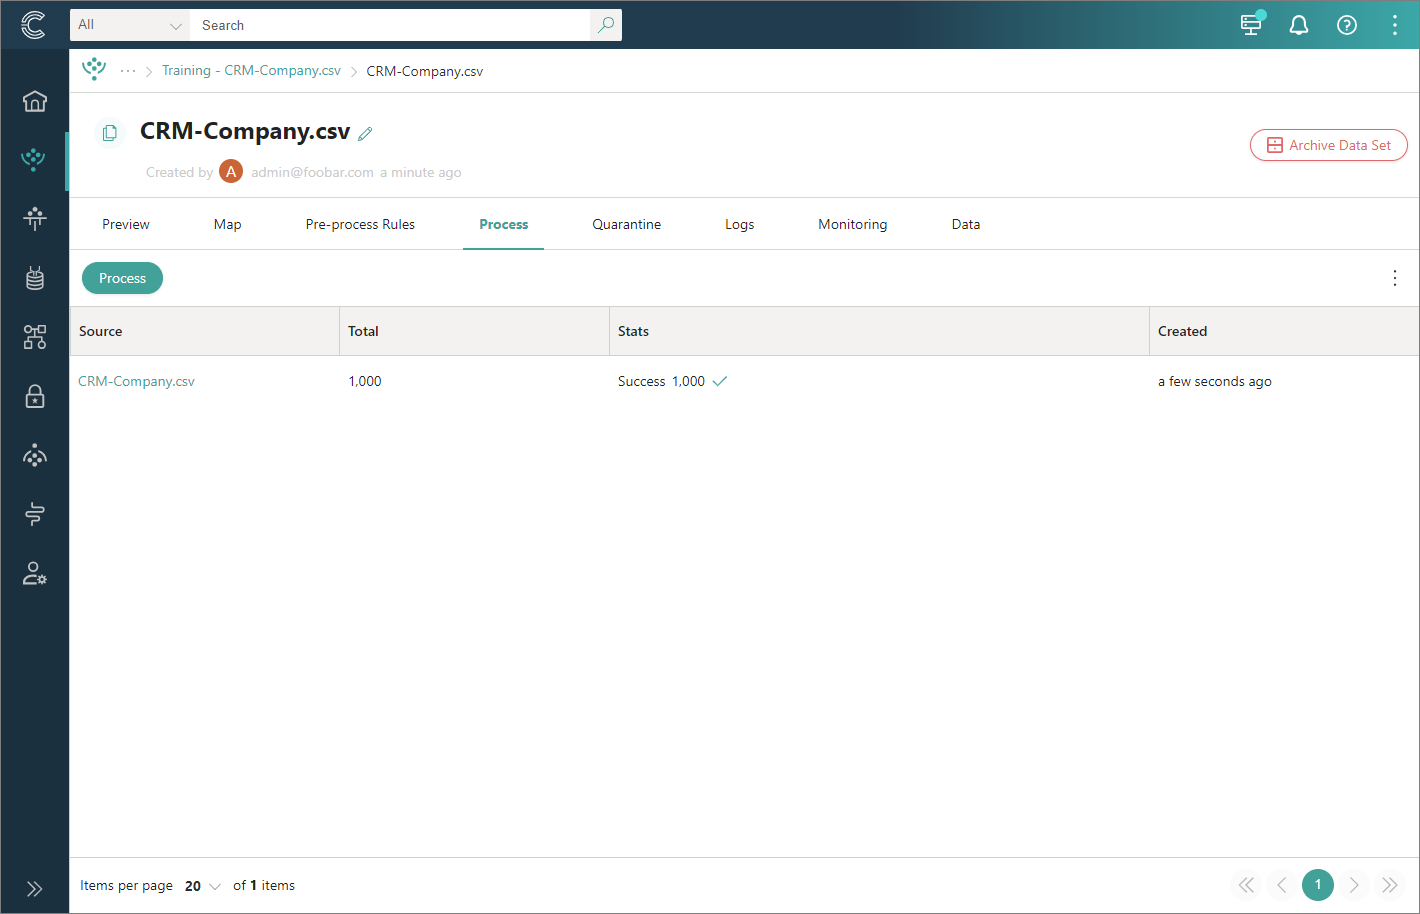 All Search
··· Training - CRM-Company.csv CRM-Company.csv
CRM-Company.csv
Created by A admin@foobar.com a minute ago
Archive Data Set
Preview Map Pre-process Rules Process Quarantine Logs Monitoring Data
Process
Source Total Stats Created
CRM-Company.csv 1,000 Success 1,000 a few seconds ago
Items per page 20 of 1 items 1